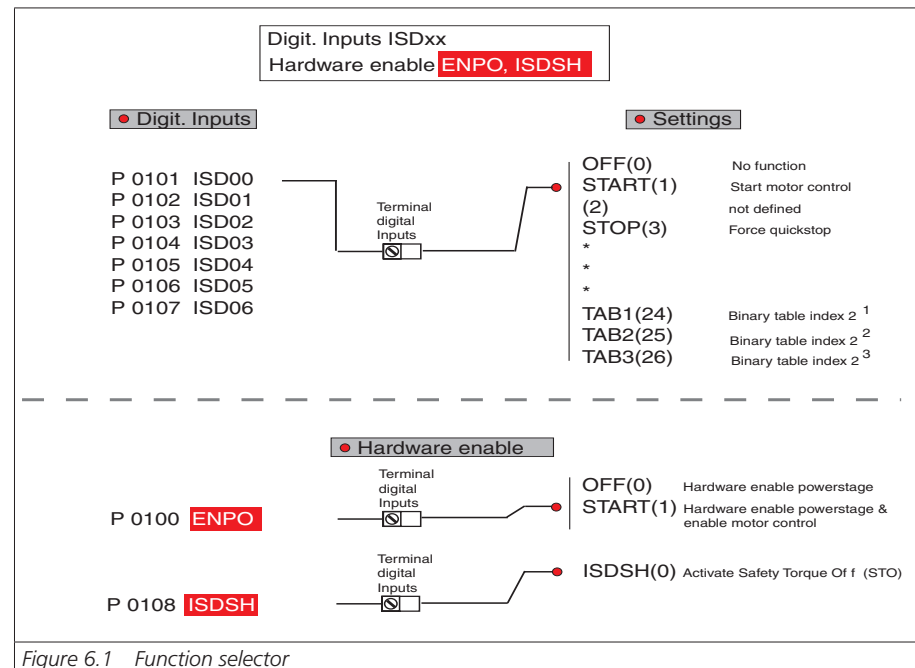 Digit. Inputs ISDxx
Hardware enable ENPO, ISDSH
Digit. Inputs
Settings
P 0101 ISD00
P 0102 ISD01
P 0103 ISD02
P 0104 ISD03
P 0105 ISD04
P 0106 ISD05
P 0107 ISD06
Terminal
digital
Inputs
OFF(0) No function
START(1) Start motor control
(2) not defined
STOP(3) Force quickstop
*
*
*
TAB1(24) Binary table index 2 1
TAB2(25) Binary table index 2 2
TAB3(26) Binary table index 2 3
Hardware enable
P 0100 ENPO
Terminal
digital
Inputs
OFF(0) Hardware enable powerstage
START(1) Hardware enable powerstage &
enable motor control
P 0108 ISDSH
Terminal
digital
Inputs
ISDSH(0) Activate Safety Torque Of f (STO)
Figure 6.1 Function selector